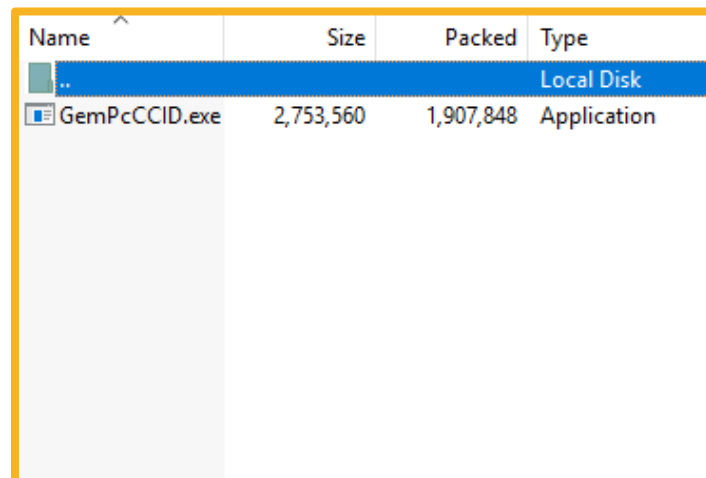 Name Size Packed Type
.. Local Disk
GemPcCCID.exe 2,753,560 1,907,848 Application